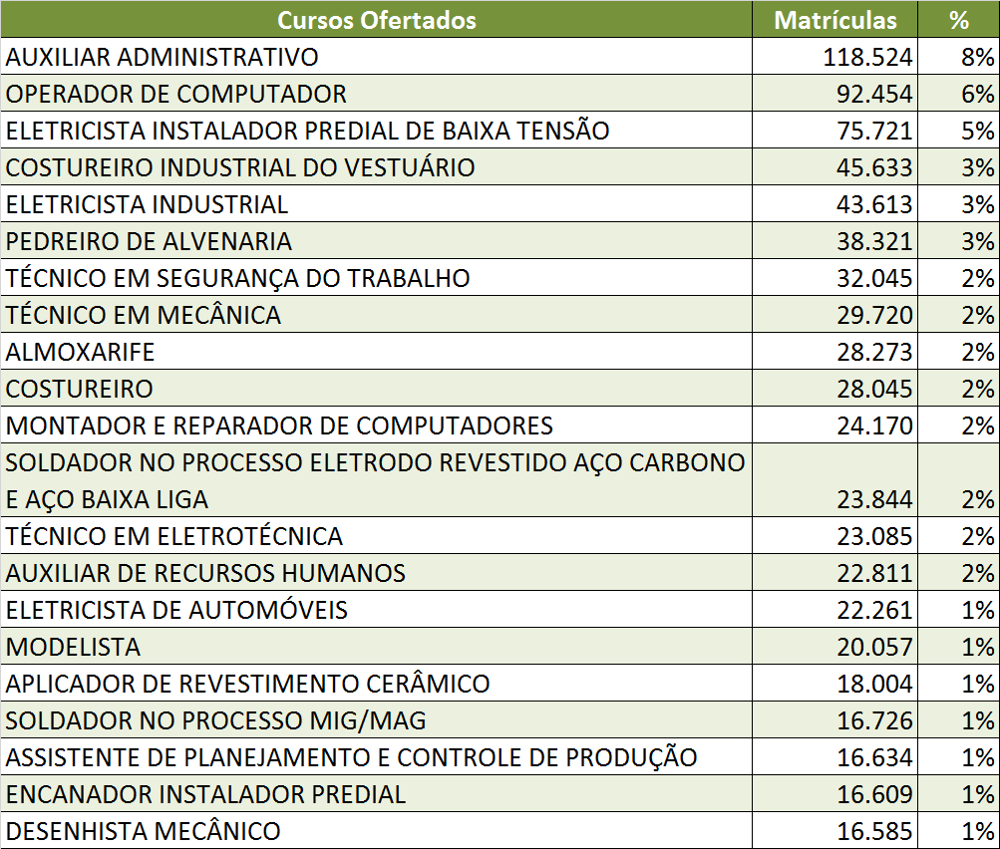 Cursos Ofertados Matrículas %
AUXILIAR ADMINISTRATIVO 118.524 8%
OPERADOR DE COMPUTADOR 92.454 6%
ELETRICISTA INSTALADOR PREDIAL DE BAIXA TENSÃO 75.721 5%
COSTUREIRO INDUSTRIAL DO VESTUÁRIO 45.633 3%
ELETRICISTA INDUSTRIAL 43.613 3%
PEDREIRO DE ALVENARIA 38.321 3%
TÉCNICO EM SEGURANÇA DO TRABALHO 32.045 2%
TÉCNICO EM MECÂNICA 29.720 2%
ALMOXARIFE 28.273 2%
COSTUREIRO 28.045 2%
MONTADOR E REPARADOR DE COMPUTADORES 24.170 2%
SOLDADOR NO PROCESSO ELETRODO REVESTIDO AÇO CARBONO
E AÇO BAIXA LIGA 23.844 2%
TÉCNICO EM ELETROTÉCNICA 23.085 2%
AUXILIAR DE RECURSOS HUMANOS 22.811 2%
ELETRICISTA DE AUTOMÓVEIS 22.261 1%
MODELISTA 20.057 1%
APLICADOR DE REVESTIMENTO CERÂMICO 18.004 1%
SOLDADOR NO PROCESSO MIG/MAG 16.726 1%
ASSISTENTE DE PLANEJAMENTO E CONTROLE DE PRODUÇÃO 16.634 1%
ENCANADOR INSTALADOR PREDIAL 16.609 1%
DESENHISTA MECÂNICO 16.585 1%